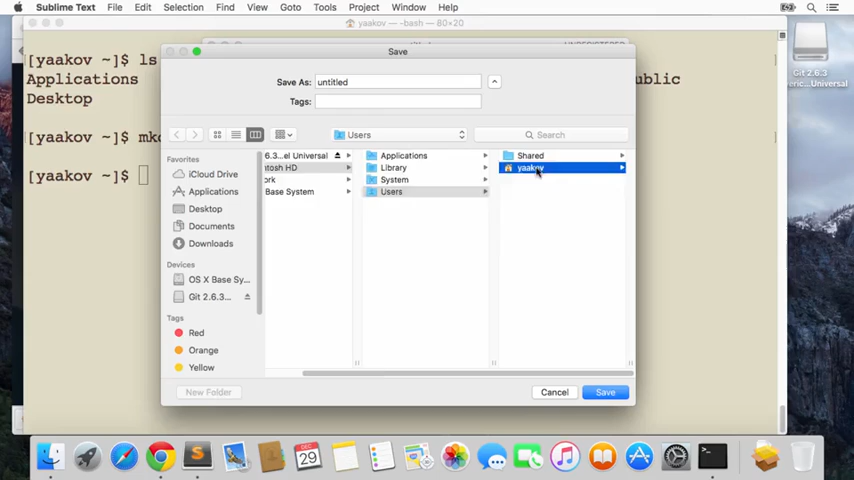 Sublime Text File Edit Selection Find View Goto Tools Project Window Help
yaakov — -bash — 80×20
[yaakov ~] ls
Applications
Desktop
[yaakov ~]$
[yaakov ~]$
Save
Save As: untitled
Tags:
Users
Search
Favorites
iCloud Drive
Applications
Desktop
Documents
Downloads
Devices
OS X Base Sy...
Git 2.6.3...
Tags
Red
Orange
Yellow
6.3...el Universal
ntosh HD
ork
Base System
Applications
Library
System
Users
Shared
yaakov
New Folder
Cancel
Save
Git 2.6.3
eric...Universal
DEC
29